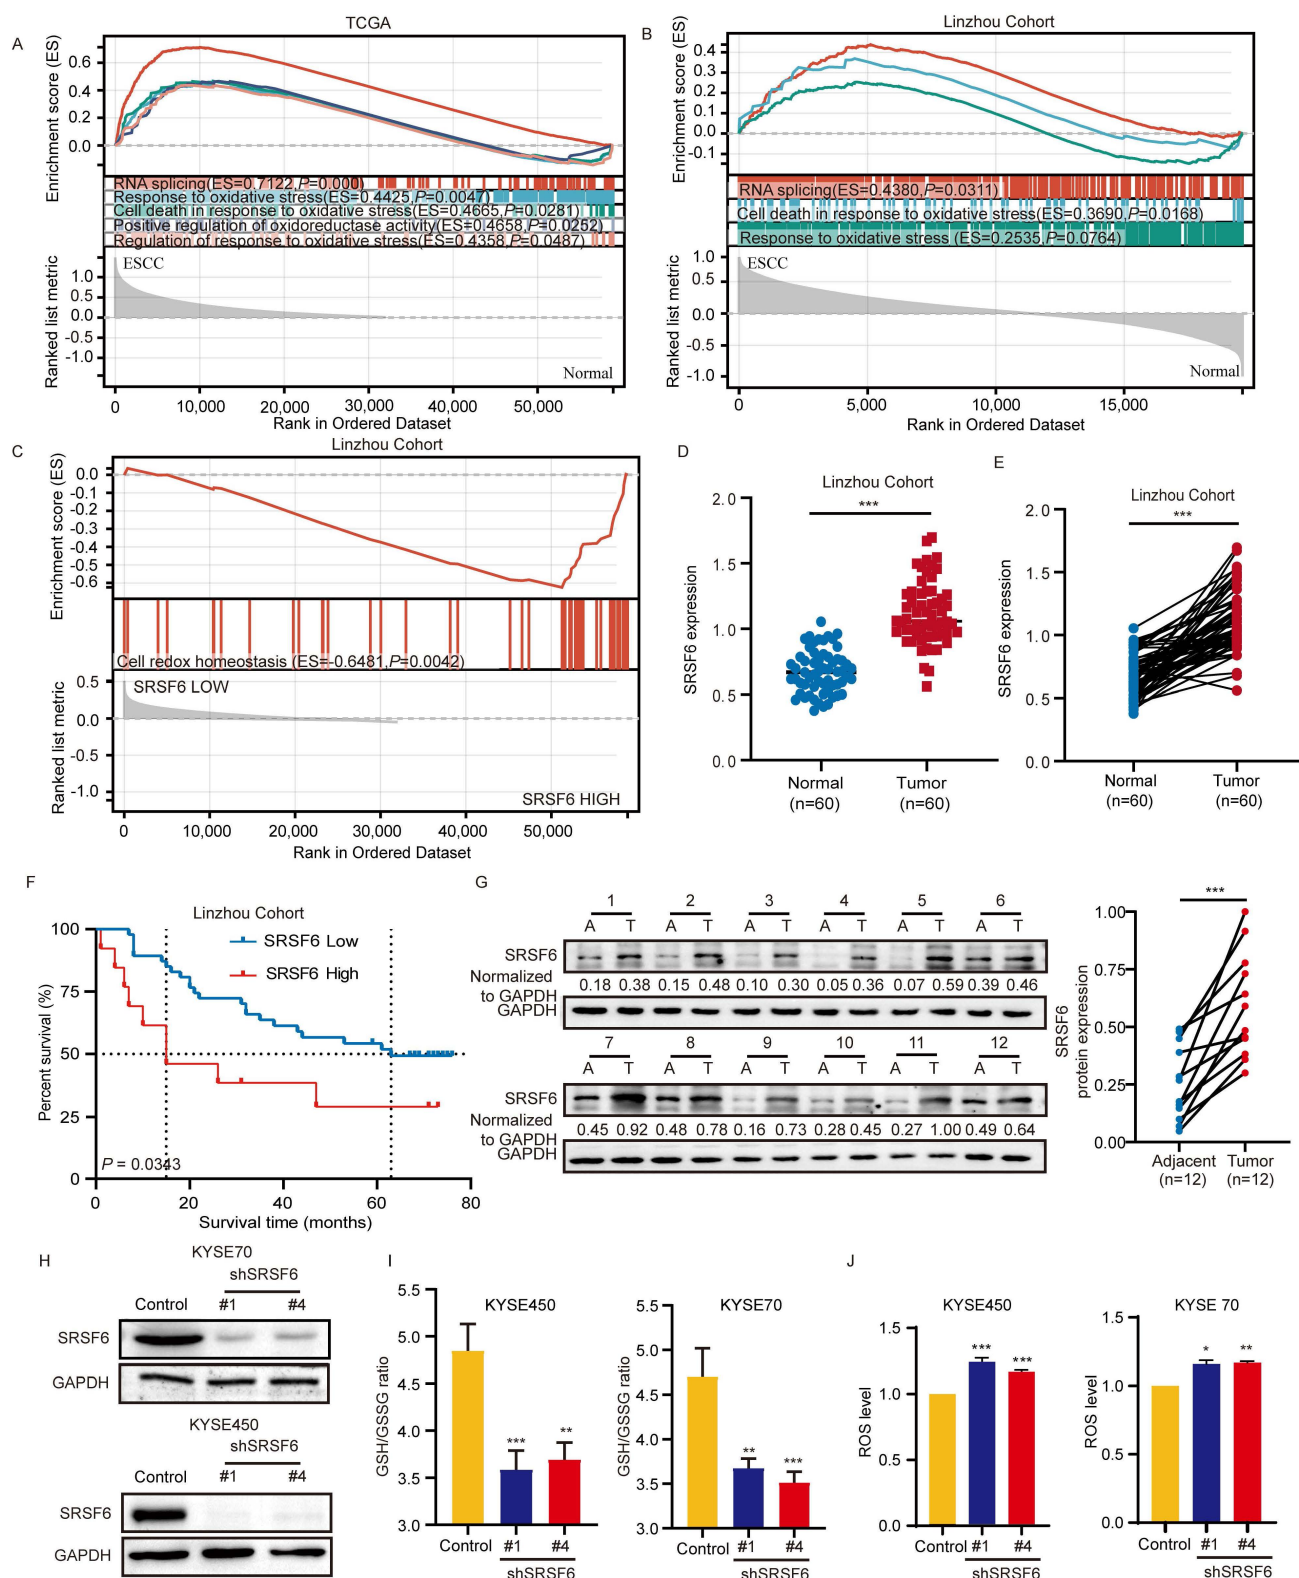 A
TCGA
Enrichment score (ES)
0.6
0.4
0.2
0.0
RNA splicing(ES=0.7122,P=0.000)
Response to oxidative stress(ES=0.4425,P=0.0047)
Cell death in response to oxidative stress(ES=0.4665,P=0.0281)
Positive regulation of oxidoreductase activity(ES=0.4658,P=0.0252)
Regulation of response to oxidative stress(ES=0.4358,P=0.0487)
Ranked list metric
1.0
0.5
0.0
-0.5
-1.0
ESCC
Normal
0 10,000 20,000 30,000 40,000 50,000
Rank in Ordered Dataset
B
Linzhou Cohort
Enrichment score (ES)
0.4
0.3
0.2
0.1
0.0
-0.1
RNA splicing(ES=0.4380,P=0.0311)
Cell death in response to oxidative stress(ES=0.3690,P=0.0168)
Response to oxidative stress (ES=0.2535,P=0.0764)
Ranked list metric
1.0
0.5
0.0
-0.5
-1.0
ESCC
Normal
0 5,000 10,000 15,000
Rank in Ordered Dataset
C
Linzhou Cohort
Enrichment score (ES)
0.0
-0.1
-0.2
-0.3
-0.4
-0.5
-0.6
Cell redox homeostasis (ES=-0.6481,P=0.0042)
Ranked list metric
0.5
0.0
-0.5
-1.0
SRSF6 LOW
SRSF6 HIGH
0 10,000 20,000 30,000 40,000 50,000
Rank in Ordered Dataset
D
Linzhou Cohort
***
SRSF6 expression
2.0
1.5
1.0
0.5
0.0
Normal Tumor
(n=60) (n=60)
E
Linzhou Cohort
***
SRSF6 expression
2.0
1.5
1.0
0.5
0.0
Normal Tumor
(n=60) (n=60)
F
Linzhou Cohort
SRSF6 Low
SRSF6 High
Percent survival (%)
100
75
50
25
0
P = 0.0343
0 20 40 60 80
Survival time (months)
G
1 2 3 4 5 6
A T A T A T A T A T A T
SRSF6
Normalized to GAPDH
0.18 0.38 0.15 0.48 0.10 0.30 0.05 0.36 0.07 0.59 0.39 0.46
GAPDH
7 8 9 10 11 12
A T A T A T A T A T A T
SRSF6
Normalized to GAPDH
0.45 0.92 0.48 0.78 0.16 0.73 0.28 0.45 0.27 1.00 0.49 0.64
GAPDH
***
SRSF6
protein expression
1.00
0.75
0.50
0.25
0.00
Adjacent Tumor
(n=12) (n=12)
H
KYSE70
shSRSF6
Control #1 #4
SRSF6
GAPDH
KYSE450
shSRSF6
Control #1 #4
SRSF6
GAPDH
I
KYSE450
GSH/GSSG ratio
5.5
5.0
4.5
4.0
3.5
3.0
*** **
Control #1 #4
shSRSF6
KYSE70
GSH/GSSG ratio
5.5
5.0
4.5
4.0
3.5
3.0
** ***
Control #1 #4
shSRSF6
J
KYSE450
ROS level
1.5
1.0
0.5
0.0
*** ***
Control #1 #4
shSRSF6
KYSE 70
ROS level
1.5
1.0
0.5
0.0
* **
Control #1 #4
shSRSF6